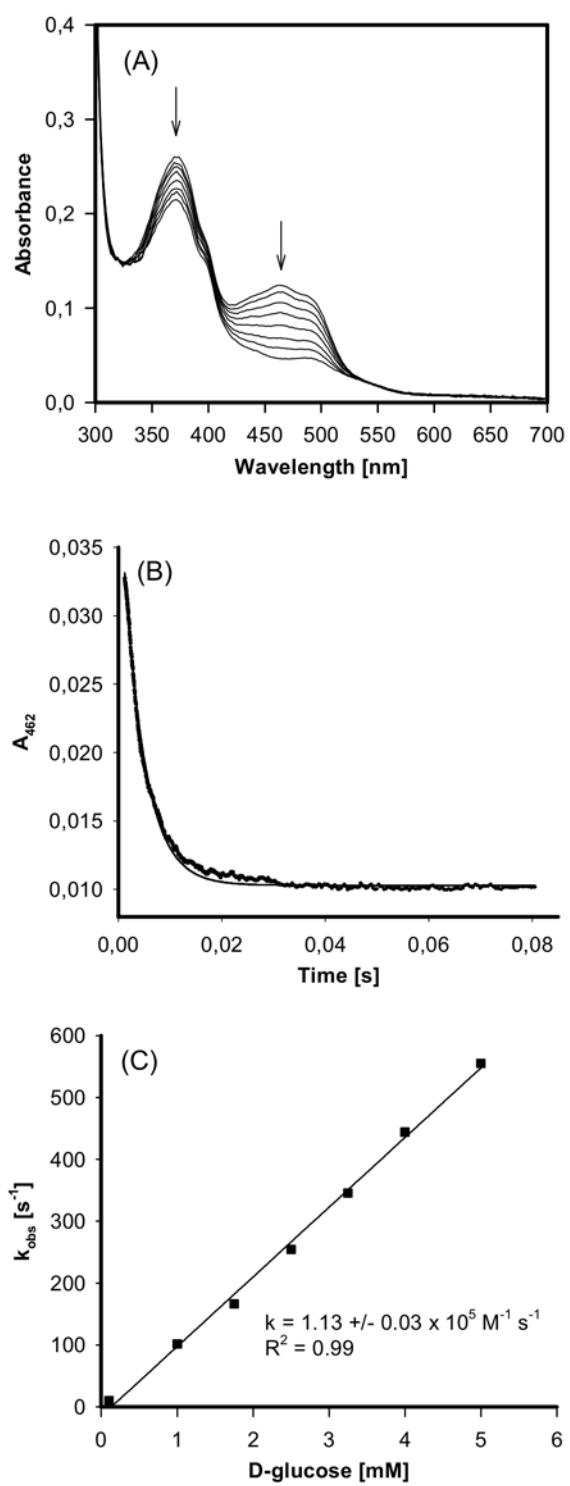 (A)
0,4
0,3
0,2
0,1
0,0
Absorbance
300 350 400 450 500 550 600 650 700
Wavelength [nm]
(B)
0,035
0,030
0,025
0,020
0,015
0,010
A462
0,00 0,02 0,04 0,06 0,08
Time [s]
(C)
600
500
400
300
200
100
0
kobs [s-1]
k = 1.13 +/- 0.03 x 10^5 M^-1 s^-1
R^2 = 0.99
0 1 2 3 4 5 6
D-glucose [mM]